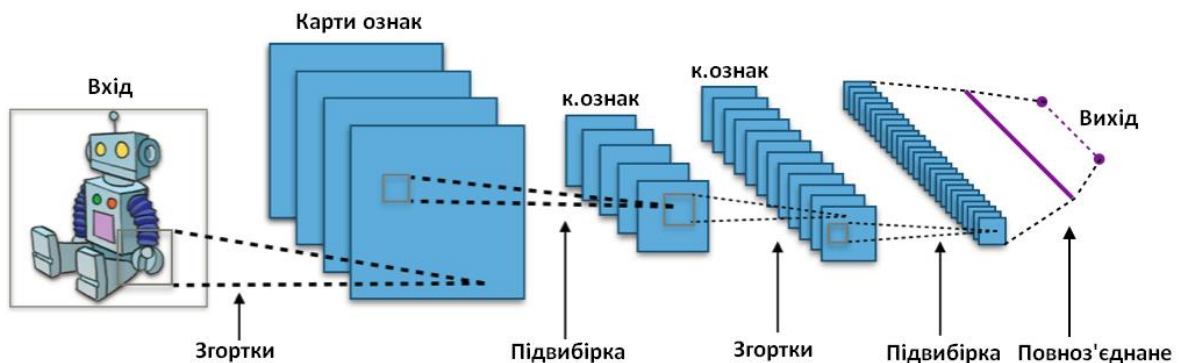 Карти ознак
Вхід
к.ознак
к.ознак
Вихід
Згортки
Підвибірка
Згортки
Підвибірка
Повноз'єднане